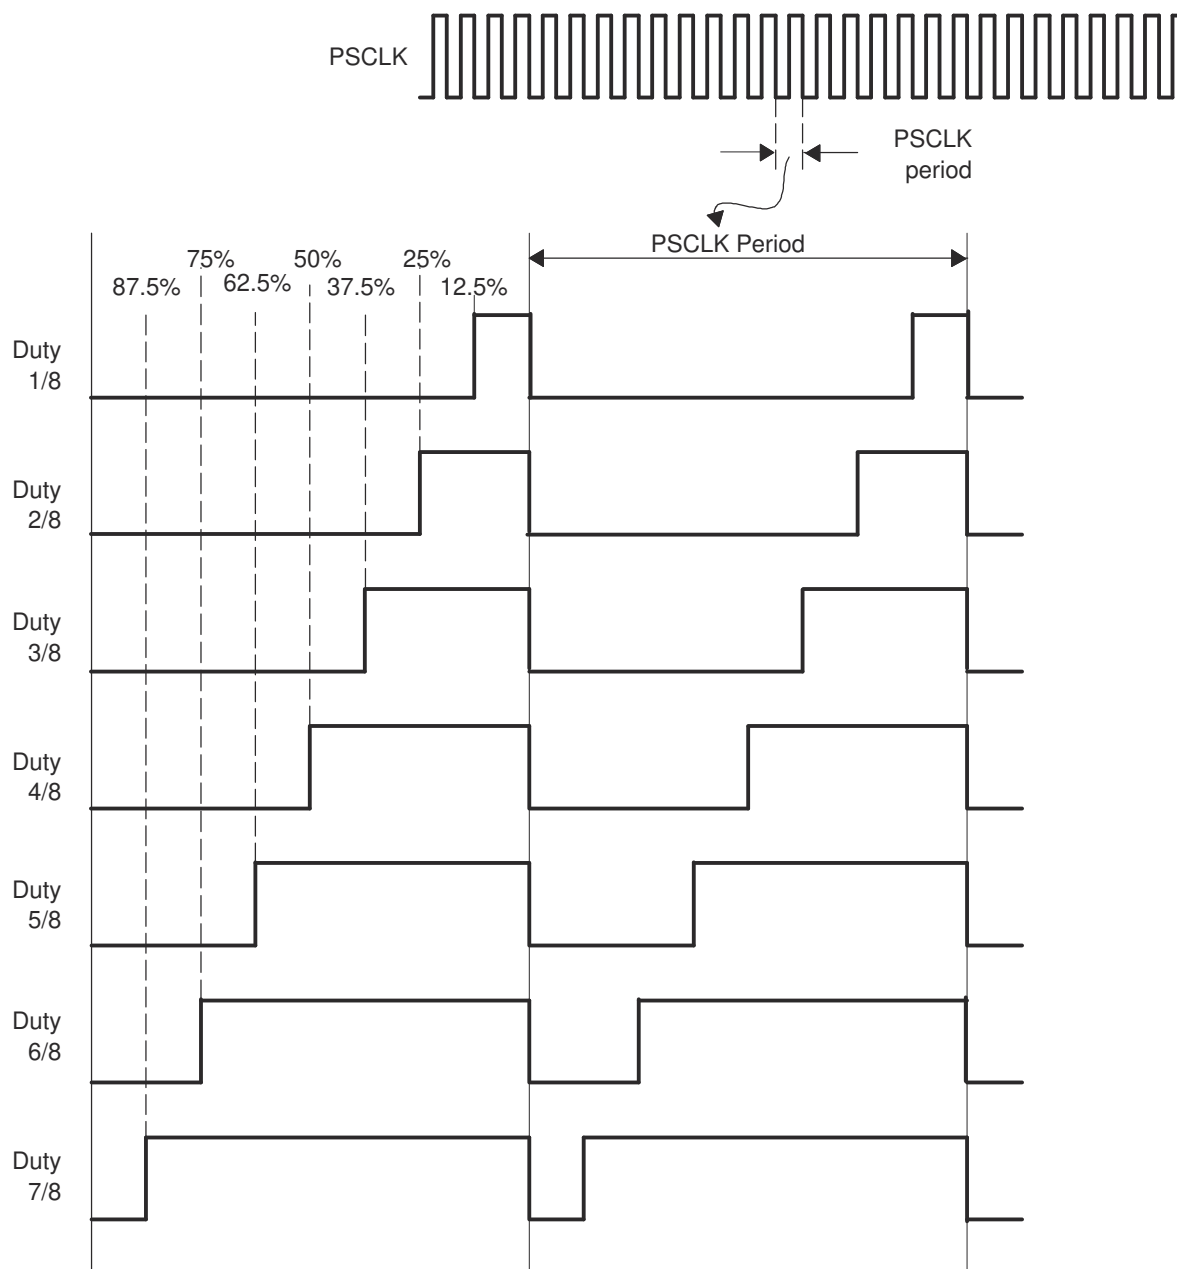 PSCLK
PSCLK
period
PSCLK Period
75%
50%
25%
87.5%
62.5%
37.5%
12.5%
Duty
1/8
Duty
2/8
Duty
3/8
Duty
4/8
Duty
5/8
Duty
6/8
Duty
7/8